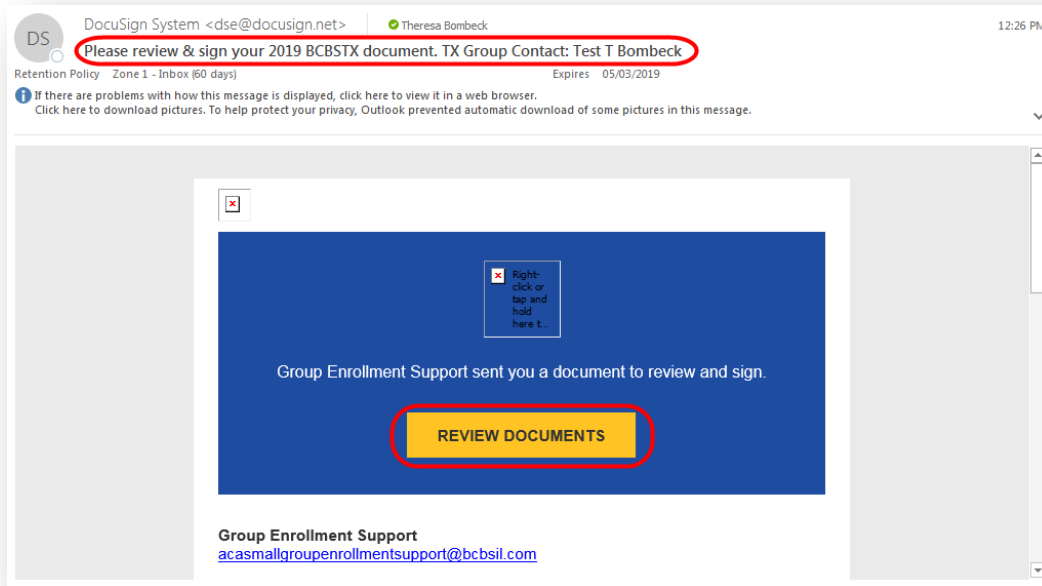 DS
DocuSign System <dse@docusign.net>
Theresa Bombeck
12:26 PM
Please review & sign your 2019 BCBSTX document. TX Group Contact: Test T Bombeck
Retention Policy Zone 1 - Inbox (60 days)
Expires 05/03/2019
If there are problems with how this message is displayed, click here to view it in a web browser.
Click here to download pictures. To help protect your privacy, Outlook prevented automatic download of some pictures in this message.
Right-
click or
tap and
hold
here t...
Group Enrollment Support sent you a document to review and sign.
REVIEW DOCUMENTS
Group Enrollment Support
acasmallgroupenrollmentsupport@bcbsil.com